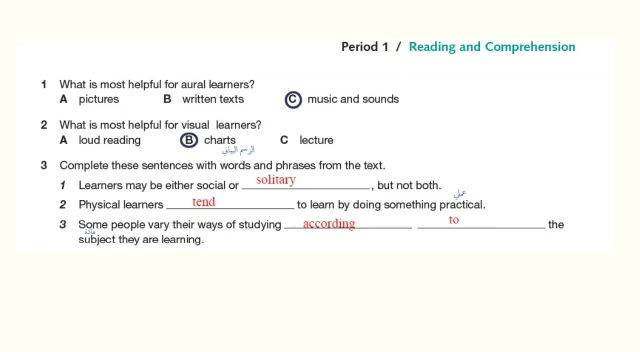 Period 1 / Reading and Comprehension
1 What is most helpful for aural learners?
A pictures B written texts C music and sounds
2 What is most helpful for visual learners?
A loud reading B charts C lecture
الرسم البياني
3 Complete these sentences with words and phrases from the text.
1 Learners may be either social or solitary, but not both.
عملي
2 Physical learners tend to learn by doing something practical.
3 Some people vary their ways of studying according to the
مادة
subject they are learning.